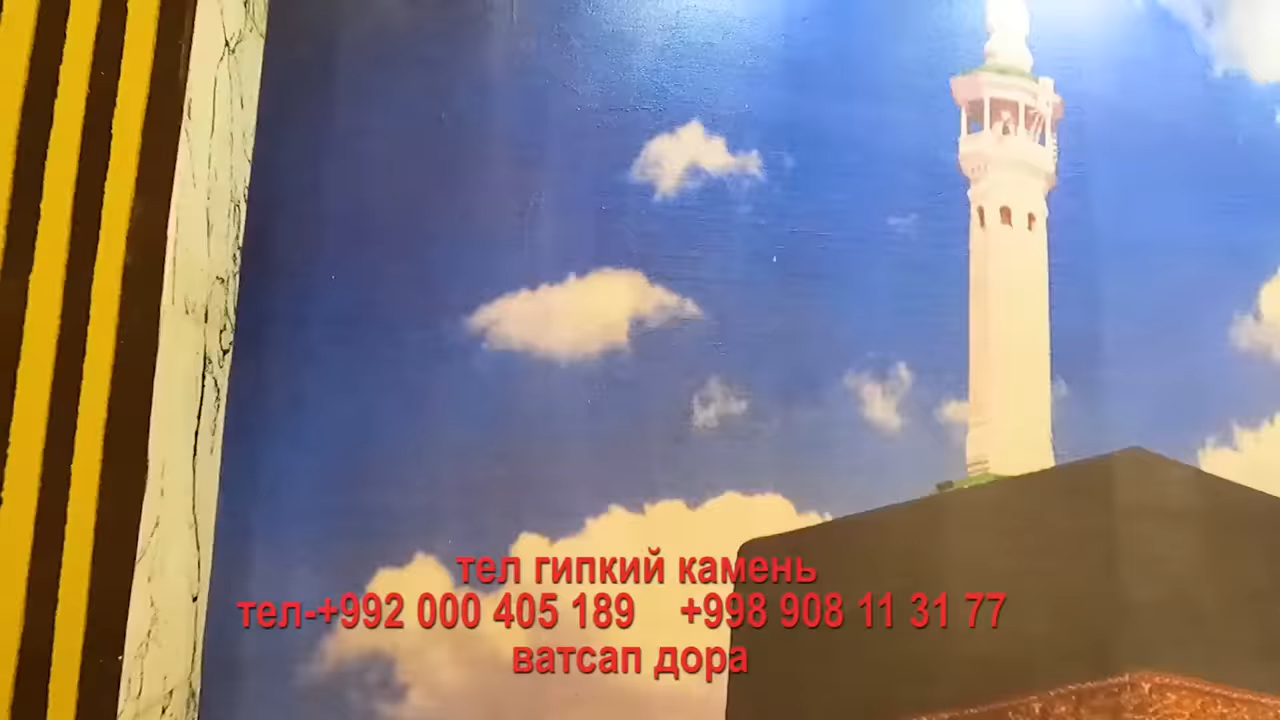 тел гипкий камень
тел-+992 000 405 189 +998 908 11 31 77
ватсап дора